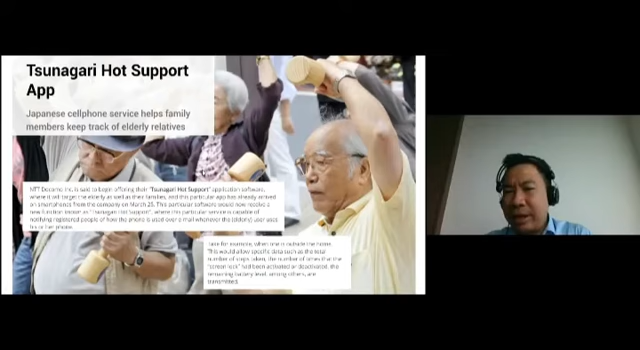 Tsunagari Hot Support
App
Japanese cellphone service helps family
members keep track of elderly relatives
NTT Docomo Inc. is said to begin offering their "Tsunagari Hot Support" application software,
where it will target the elderly as well as their families, and this particular app has already arrived
on smartphones from the company on March 25. This particular software would now receive a
new function known as "Tsunagari Hot Support", where this particular service is capable of
notifying registered people of how the phone is used over e-mail whenever the (elderly) user uses
his or her phone.
Take for example, when one is outside the home.
This would allow specific data such as the total
number of steps taken, the number of times that the
"screen lock" had been activated or deactivated, the
remaining battery level, among others, are
transmitted.